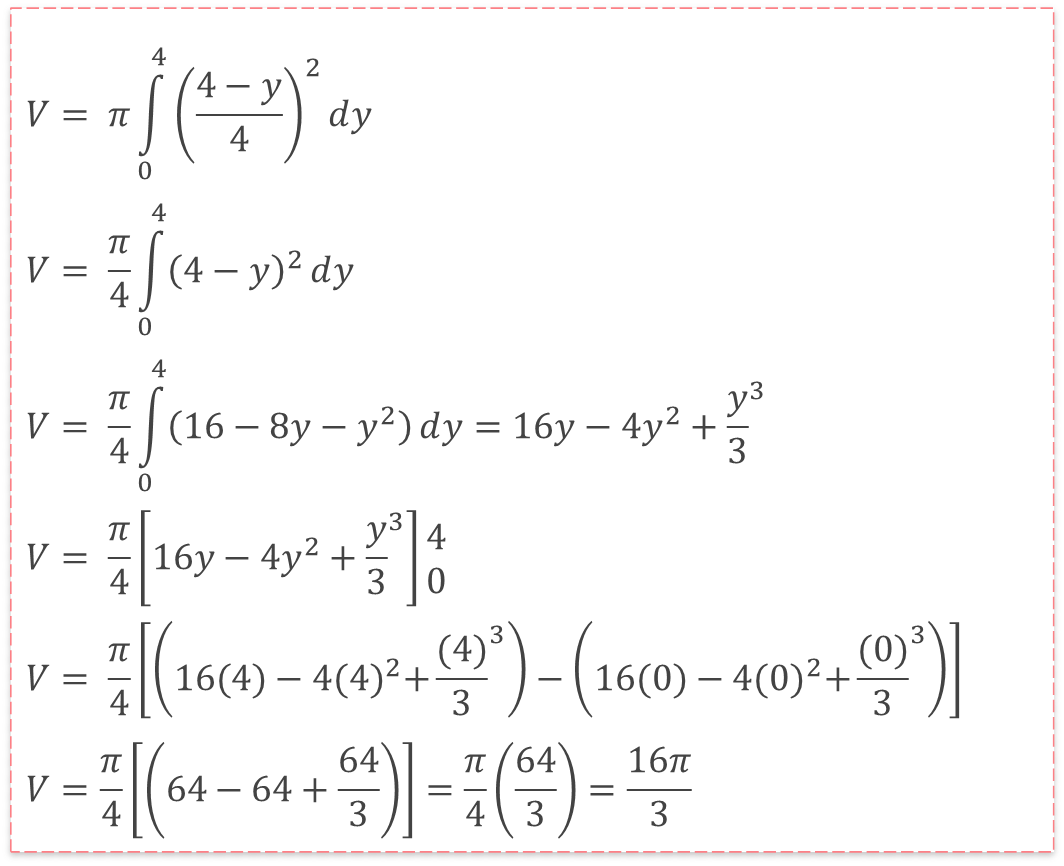 V = π ∫₀⁴ ((4 − y)/4)² dy
V = π/4 ∫₀⁴ (4 − y)² dy
V = π/4 ∫₀⁴ (16 − 8y − y²) dy = 16y − 4y² + y³/3
V = π/4 [16y − 4y² + y³/3] 4 0
V = π/4 [(16(4) − 4(4)² + (4)³/3) − (16(0) − 4(0)² + (0)³/3)]
V = π/4 [(64 − 64 + 64/3)] = π/4 (64/3) = 16π/3